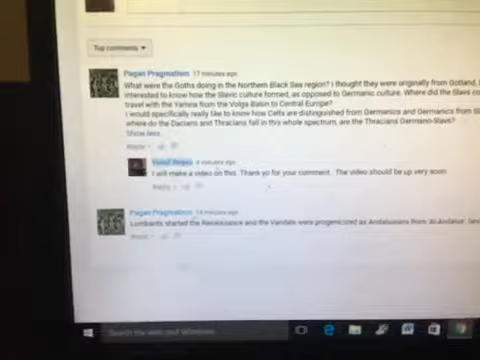 Top comments
Pagan Pragmatism 17 minutes ago
What were the Goths doing in the Northern Black Sea region? I thought they were originally from Gotland,
interested to know how the Slavic culture formed, as opposed to Germanic culture. Where did the Slavs
travel with the Yamna from the Volga Basin to Central Europe?
I would specifically really like to know how Celts are distinguished from Germanics and Germanics from
where do the Dacians and Thracians fall in this whole spectrum, are the Thracians Germano-Slavs?
Show less
Reply
minutes ago
I will make a video on this. Thank yo for your comment. The video should be up very soon
Reply
Pagan Pragmatism 14 minutes ago
Lombards started the Renaissance and the Vandals were progenicized as Andalusians from Al-Andalus
Reply
Search the web and Windows